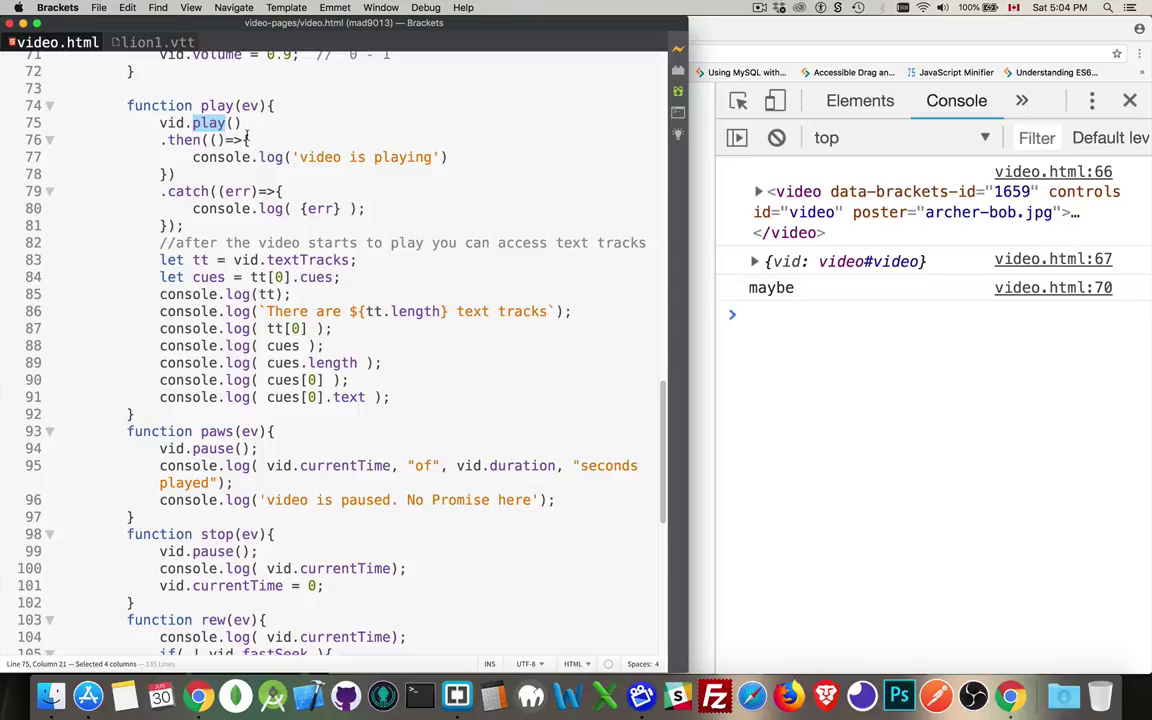 Brackets File Edit Find View Navigate Template Emmet Window Debug Help 100% Sat 5:04 PM
video-pages/video.html (mad9013) — Brackets
video.html lion1.vtt
71 vid.volume = 0.9; // 0 - 1
72 }
73
74 function play(ev){
75 vid.play()
76 .then(()=>{
77 console.log('video is playing')
78 })
79 .catch((err)=>{
80 console.log( {err} );
81 });
82 //after the video starts to play you can access text tracks
83 let tt = vid.textTracks;
84 let cues = tt[0].cues;
85 console.log(tt);
86 console.log(`There are ${tt.length} text tracks`);
87 console.log( tt[0] );
88 console.log( cues );
89 console.log( cues.length );
90 console.log( cues[0] );
91 console.log( cues[0].text );
92 }
93 function paws(ev){
94 vid.pause();
95 console.log( vid.currentTime, "of", vid.duration, "seconds
played");
96 console.log('video is paused. No Promise here');
97 }
98 function stop(ev){
99 vid.pause();
100 console.log( vid.currentTime);
101 vid.currentTime = 0;
102 }
103 function rew(ev){
104 console.log( vid.currentTime);
105 if( ! vid.fastSeek ){
Line 75, Column 21 — Selected 4 columns — 135 Lines INS UTF-8 HTML Spaces: 4
Using MySQL with... Accessible Drag an... JavaScript Minifier Understanding ES6...
Elements Console »
top Filter Default lev
video.html:66
<video data-brackets-id="1659" controls
id="video" poster="archer-bob.jpg">…
</video>
{vid: video#video} video.html:67
maybe video.html:70
JUN
30